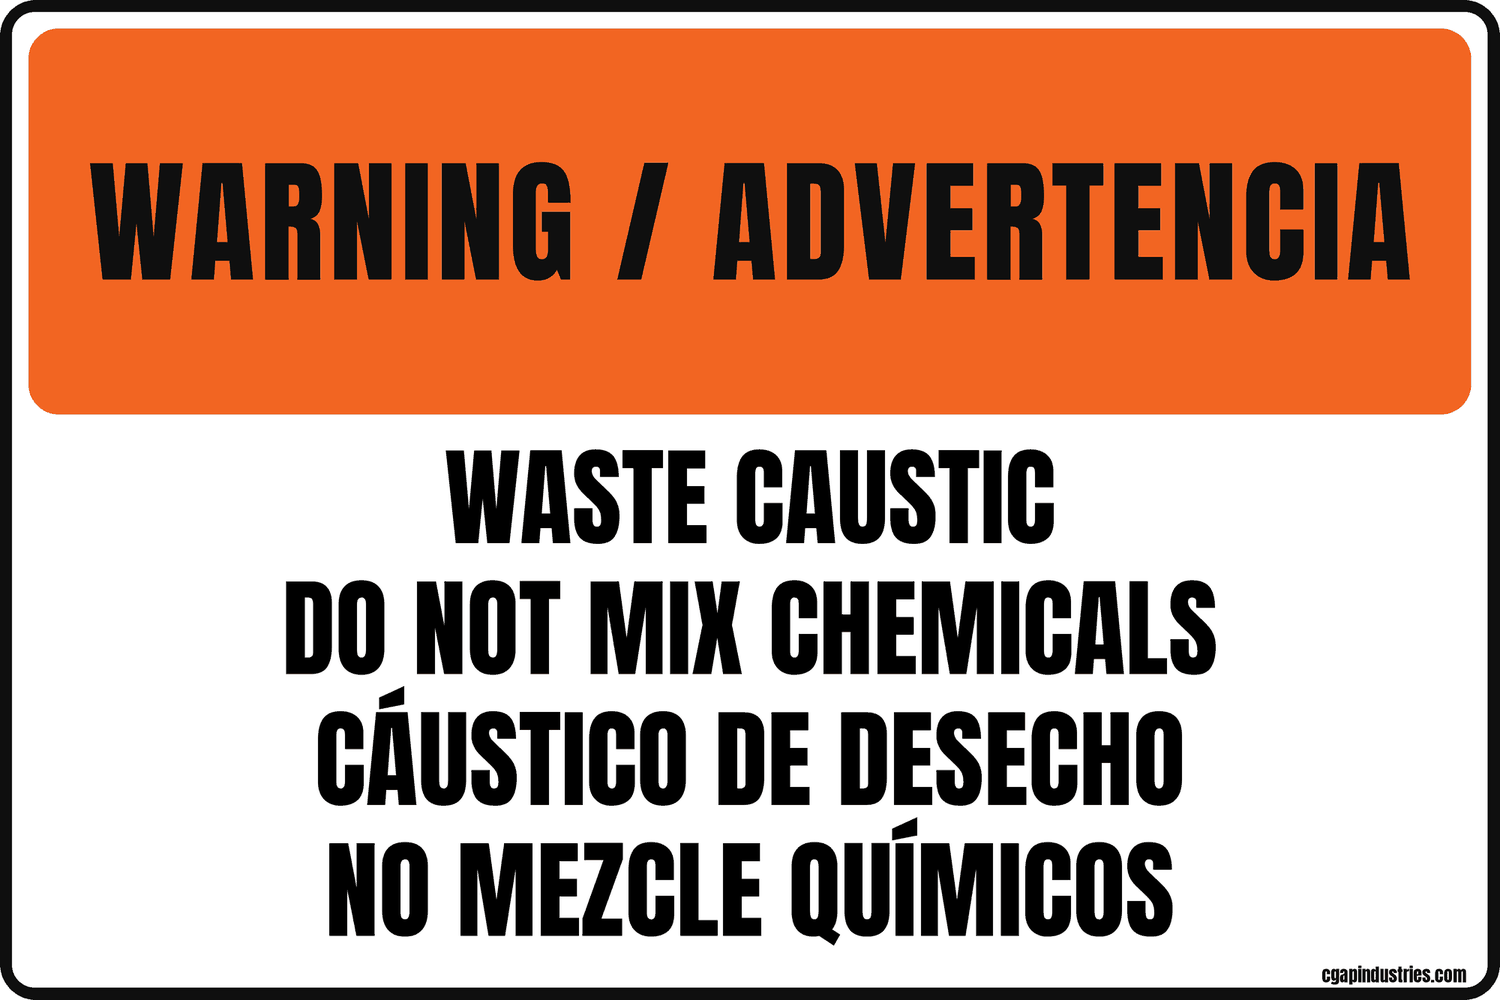 WARNING / ADVERTENCIA
WASTE CAUSTIC
DO NOT MIX CHEMICALS
CÁUSTICO DE DESECHO
NO MEZCLE QUÍMICOS
cgapindustries.com